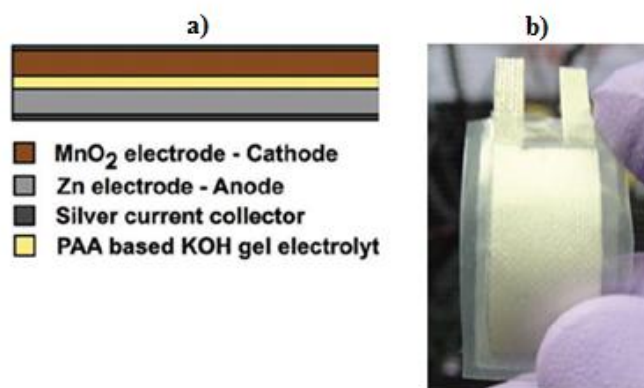 a)
b)
MnO₂ electrode - Cathode
Zn electrode - Anode
Silver current collector
PAA based KOH gel electrolyt